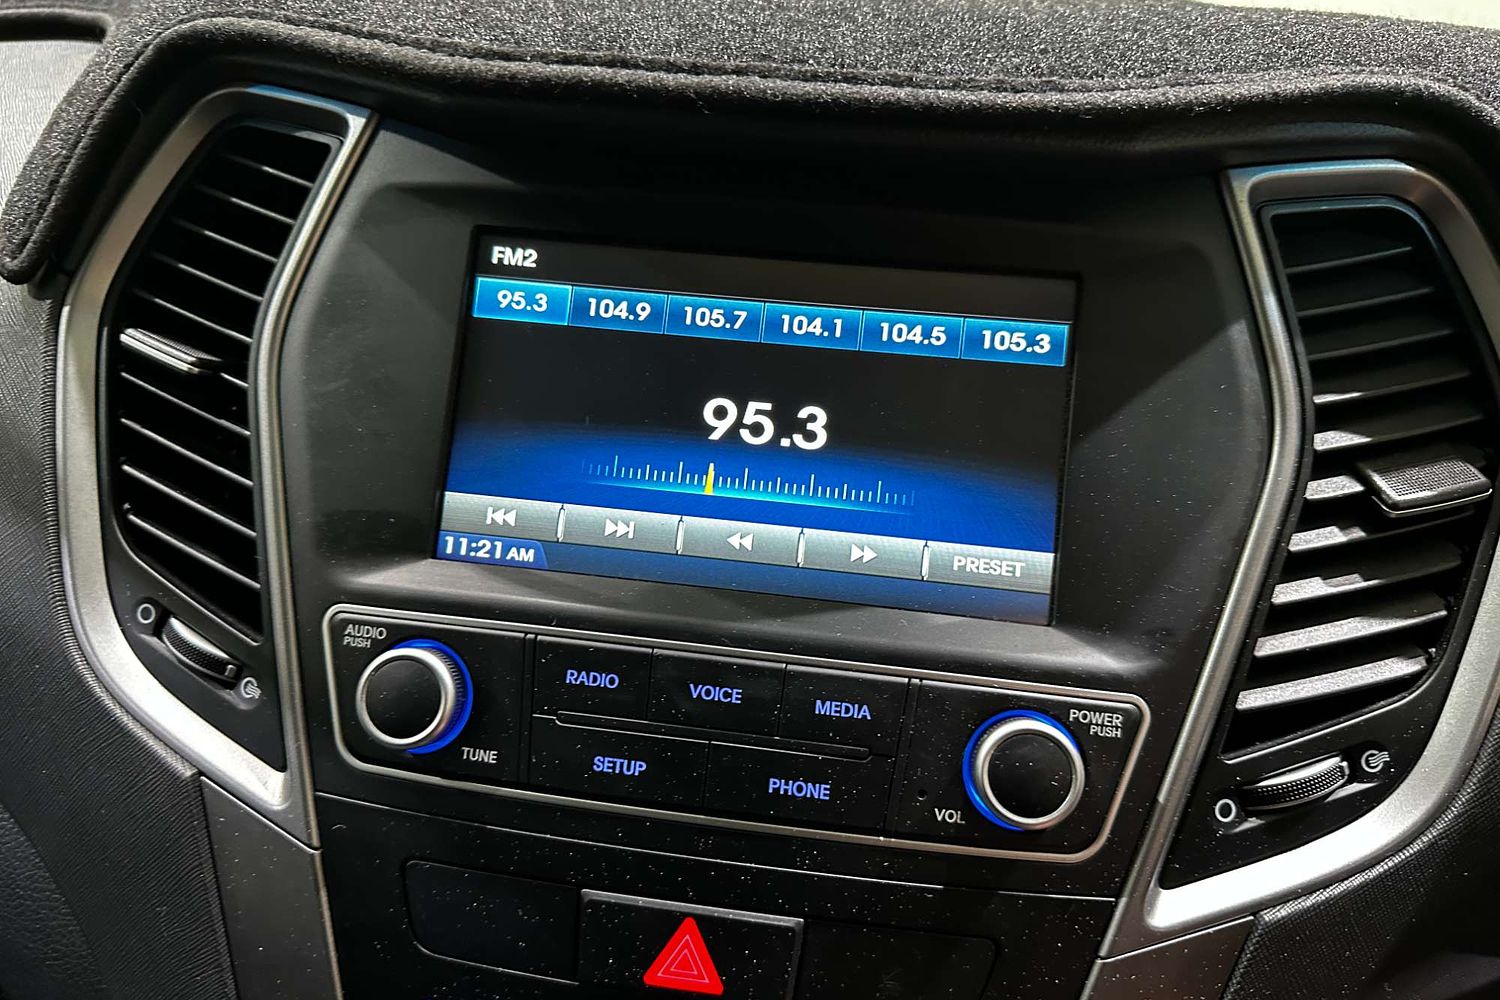 FM2
95.3 104.9 105.7 104.1 104.5 105.3
95.3
PRESET
11:21 AM
AUDIO
PUSH
TUNE
RADIO VOICE MEDIA
SETUP PHONE
POWER
PUSH
VOL